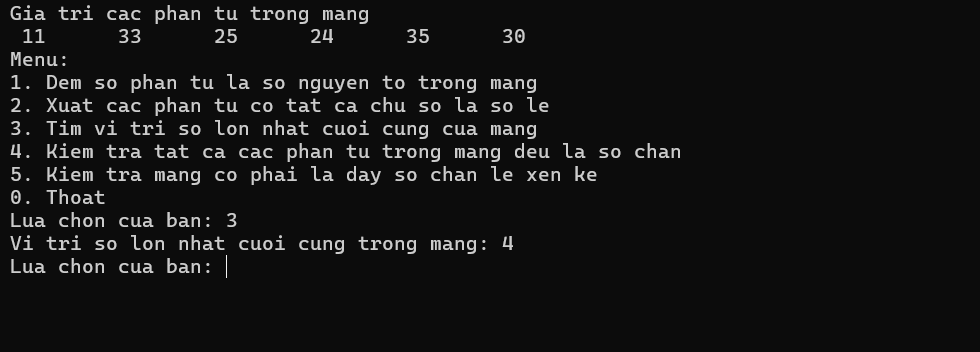 Gia tri cac phan tu trong mang
11 33 25 24 35 30
Menu:
1. Dem so phan tu la so nguyen to trong mang
2. Xuat cac phan tu co tat ca chu so la so le
3. Tim vi tri so lon nhat cuoi cung cua mang
4. Kiem tra tat ca cac phan tu trong mang deu la so chan
5. Kiem tra mang co phai la day so chan le xen ke
0. Thoat
Lua chon cua ban: 3
Vi tri so lon nhat cuoi cung trong mang: 4
Lua chon cua ban: